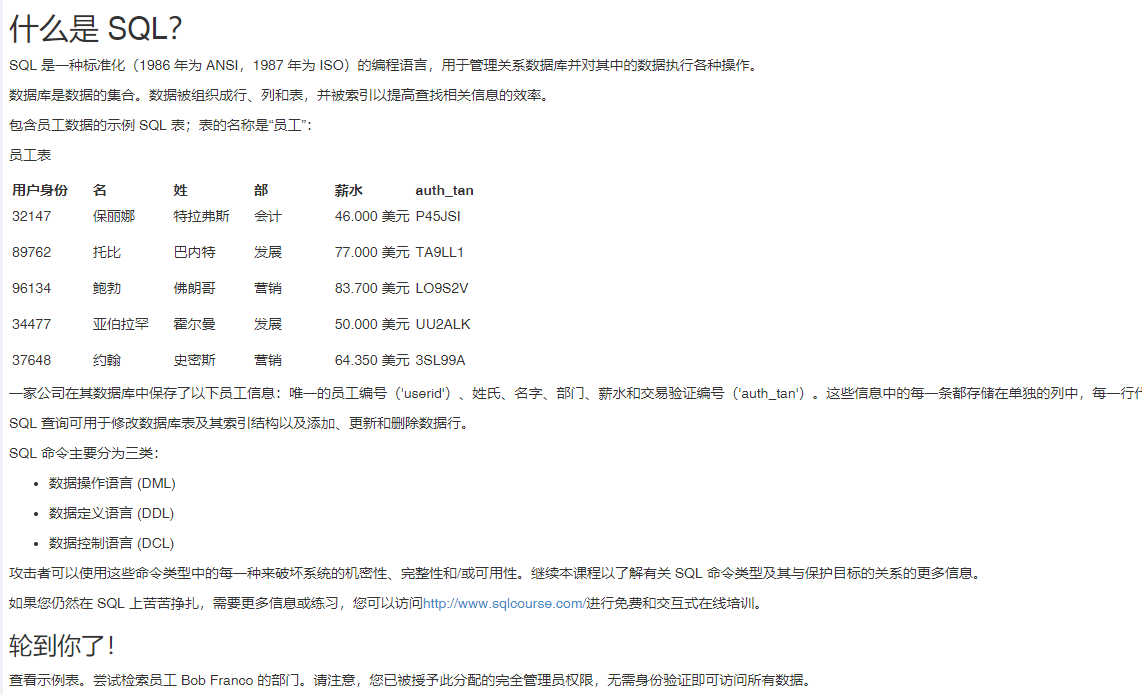 什么是 SQL？
SQL 是一种标准化（1986 年为 ANSI，1987 年为 ISO）的编程语言，用于管理关系数据库并对其中的数据执行各种操作。
数据库是数据的集合。数据被组织成行、列和表，并被索引以提高查找相关信息的效率。
包含员工数据的示例 SQL 表；表的名称是“员工”：
员工表
用户身份 名 姓 部 薪水 auth_tan
32147 保丽娜 特拉弗斯 会计 46.000 美元 P45JSI
89762 托比 巴内特 发展 77.000 美元 TA9LL1
96134 鲍勃 佛朗哥 营销 83.700 美元 LO9S2V
34477 亚伯拉罕 霍尔曼 发展 50.000 美元 UU2ALK
37648 约翰 史密斯 营销 64.350 美元 3SL99A
一家公司在其数据库中保存了以下员工信息：唯一的员工编号（'userid'）、姓氏、名字、部门、薪水和交易验证编号（'auth_tan'）。这些信息中的每一条都存储在单独的列中，每一行
SQL 查询可用于修改数据库表及其索引结构以及添加、更新和删除数据行。
SQL 命令主要分为三类：
• 数据操作语言 (DML)
• 数据定义语言 (DDL)
• 数据控制语言 (DCL)
攻击者可以使用这些命令类型中的每一种来破坏系统的机密性、完整性和/或可用性。继续本课程以了解有关 SQL 命令类型及其与保护目标的关系的更多信息。
如果您仍然在 SQL 上苦苦挣扎，需要更多信息或练习，您可以访问http://www.sqlcourse.com/进行免费和交互式在线培训。
轮到你了！
查看示例表。尝试检索员工 Bob Franco 的部门。请注意，您已被授予此分配的完全管理员权限，无需身份验证即可访问所有数据。